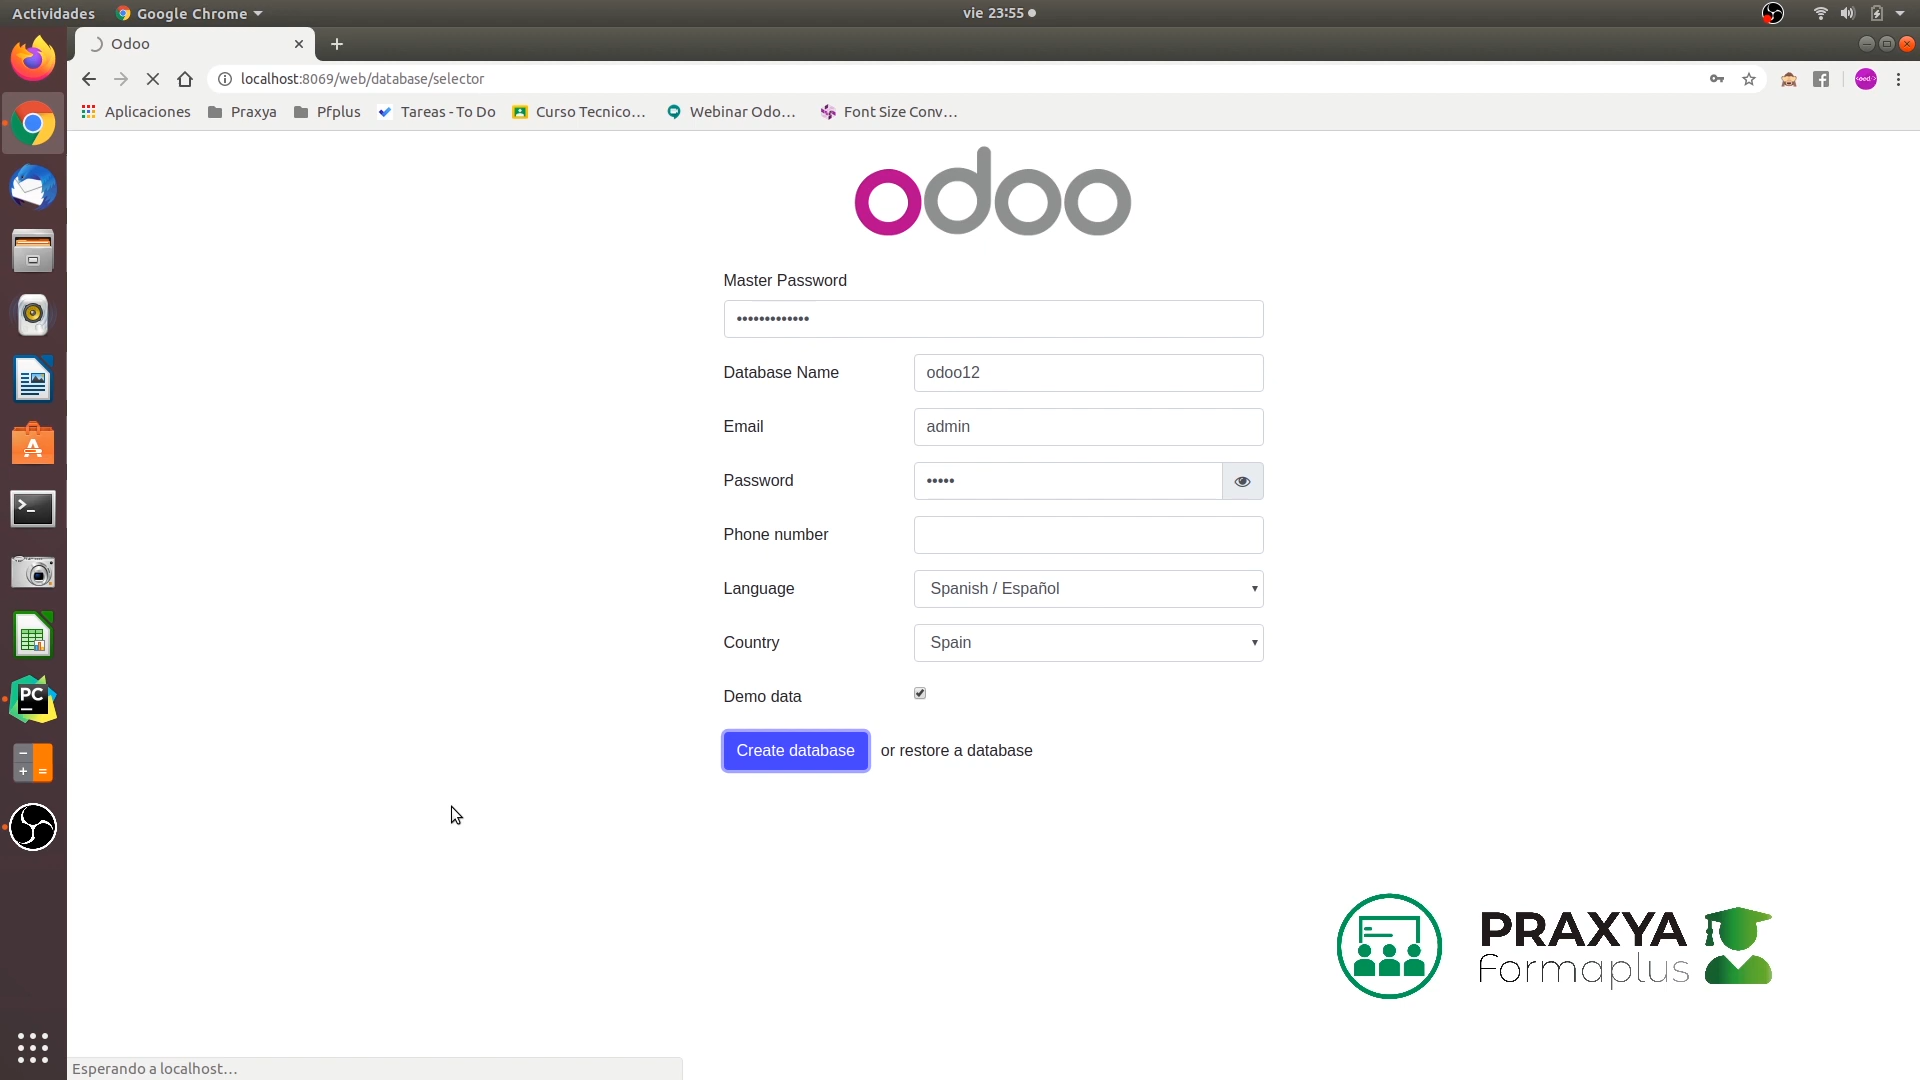 Actividades
Google Chrome
vie 23:55
Odoo
localhost:8069/web/database/selector
Aplicaciones
Praxya
Pfplus
Tareas - To Do
Curso Tecnico...
Webinar Odo...
Font Size Conv...
odoo
Master Password
•••••••••••••
Database Name
odoo12
Email
admin
Password
•••••
Phone number
Language
Spanish / Español
Country
Spain
Demo data
Create database
or restore a database
PC
PRAXYA
Formaplus
Esperando a localhost...